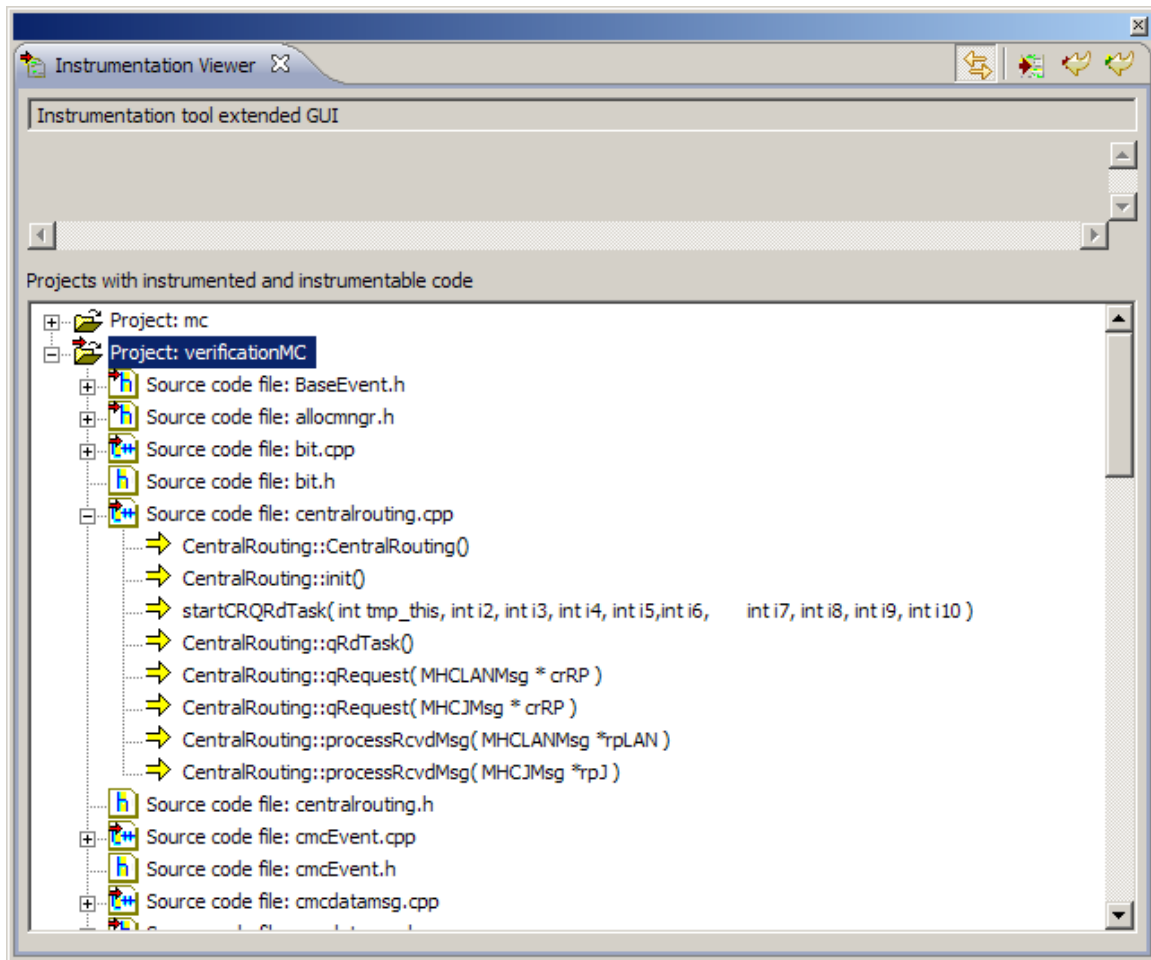 Instrumentation Viewer
Instrumentation tool extended GUI
Projects with instrumented and instrumentable code
Project: mc
Project: verificationMC
Source code file: BaseEvent.h
Source code file: allocmngr.h
Source code file: bit.cpp
Source code file: bit.h
Source code file: centralrouting.cpp
CentralRouting::CentralRouting()
CentralRouting::init()
startCRQRdTask( int tmp_this, int i2, int i3, int i4, int i5,int i6,      int i7, int i8, int i9, int i10 )
CentralRouting::qRdTask()
CentralRouting::qRequest( MHCLANMsg * crRP )
CentralRouting::qRequest( MHCJMsg * crRP )
CentralRouting::processRcvdMsg( MHCLANMsg *rpLAN )
CentralRouting::processRcvdMsg( MHCJMsg *rpJ )
Source code file: centralrouting.h
Source code file: cmcEvent.cpp
Source code file: cmcEvent.h
Source code file: cmcdatamsg.cpp